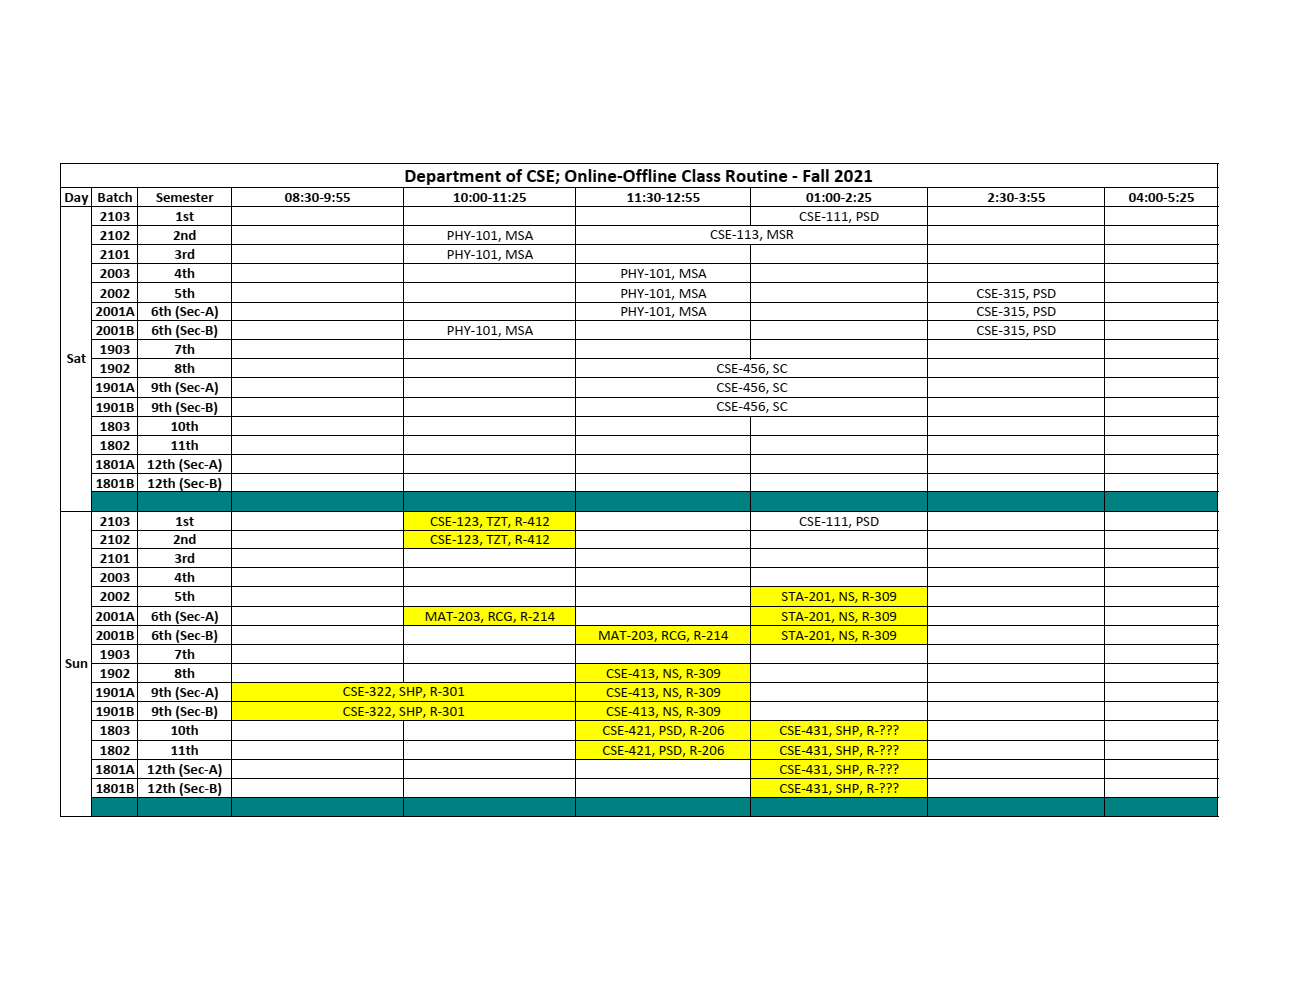 Department of CSE; Online-Offline Class Routine - Fall 2021
Day Batch Semester 08:30-9:55 10:00-11:25 11:30-12:55 01:00-2:25 2:30-3:55 04:00-5:25
Sat
2103 1st CSE-111, PSD
2102 2nd PHY-101, MSA CSE-113, MSR
2101 3rd PHY-101, MSA
2003 4th PHY-101, MSA
2002 5th PHY-101, MSA CSE-315, PSD
2001A 6th (Sec-A) PHY-101, MSA CSE-315, PSD
2001B 6th (Sec-B) PHY-101, MSA CSE-315, PSD
1903 7th
1902 8th CSE-456, SC
1901A 9th (Sec-A) CSE-456, SC
1901B 9th (Sec-B) CSE-456, SC
1803 10th
1802 11th
1801A 12th (Sec-A)
1801B 12th (Sec-B)
Sun
2103 1st CSE-123, TZT, R-412 CSE-111, PSD
2102 2nd CSE-123, TZT, R-412
2101 3rd
2003 4th
2002 5th STA-201, NS, R-309
2001A 6th (Sec-A) MAT-203, RCG, R-214 STA-201, NS, R-309
2001B 6th (Sec-B) MAT-203, RCG, R-214 STA-201, NS, R-309
1903 7th
1902 8th CSE-413, NS, R-309
1901A 9th (Sec-A) CSE-322, SHP, R-301 CSE-413, NS, R-309
1901B 9th (Sec-B) CSE-322, SHP, R-301 CSE-413, NS, R-309
1803 10th CSE-421, PSD, R-206 CSE-431, SHP, R-???
1802 11th CSE-421, PSD, R-206 CSE-431, SHP, R-???
1801A 12th (Sec-A) CSE-431, SHP, R-???
1801B 12th (Sec-B) CSE-431, SHP, R-???